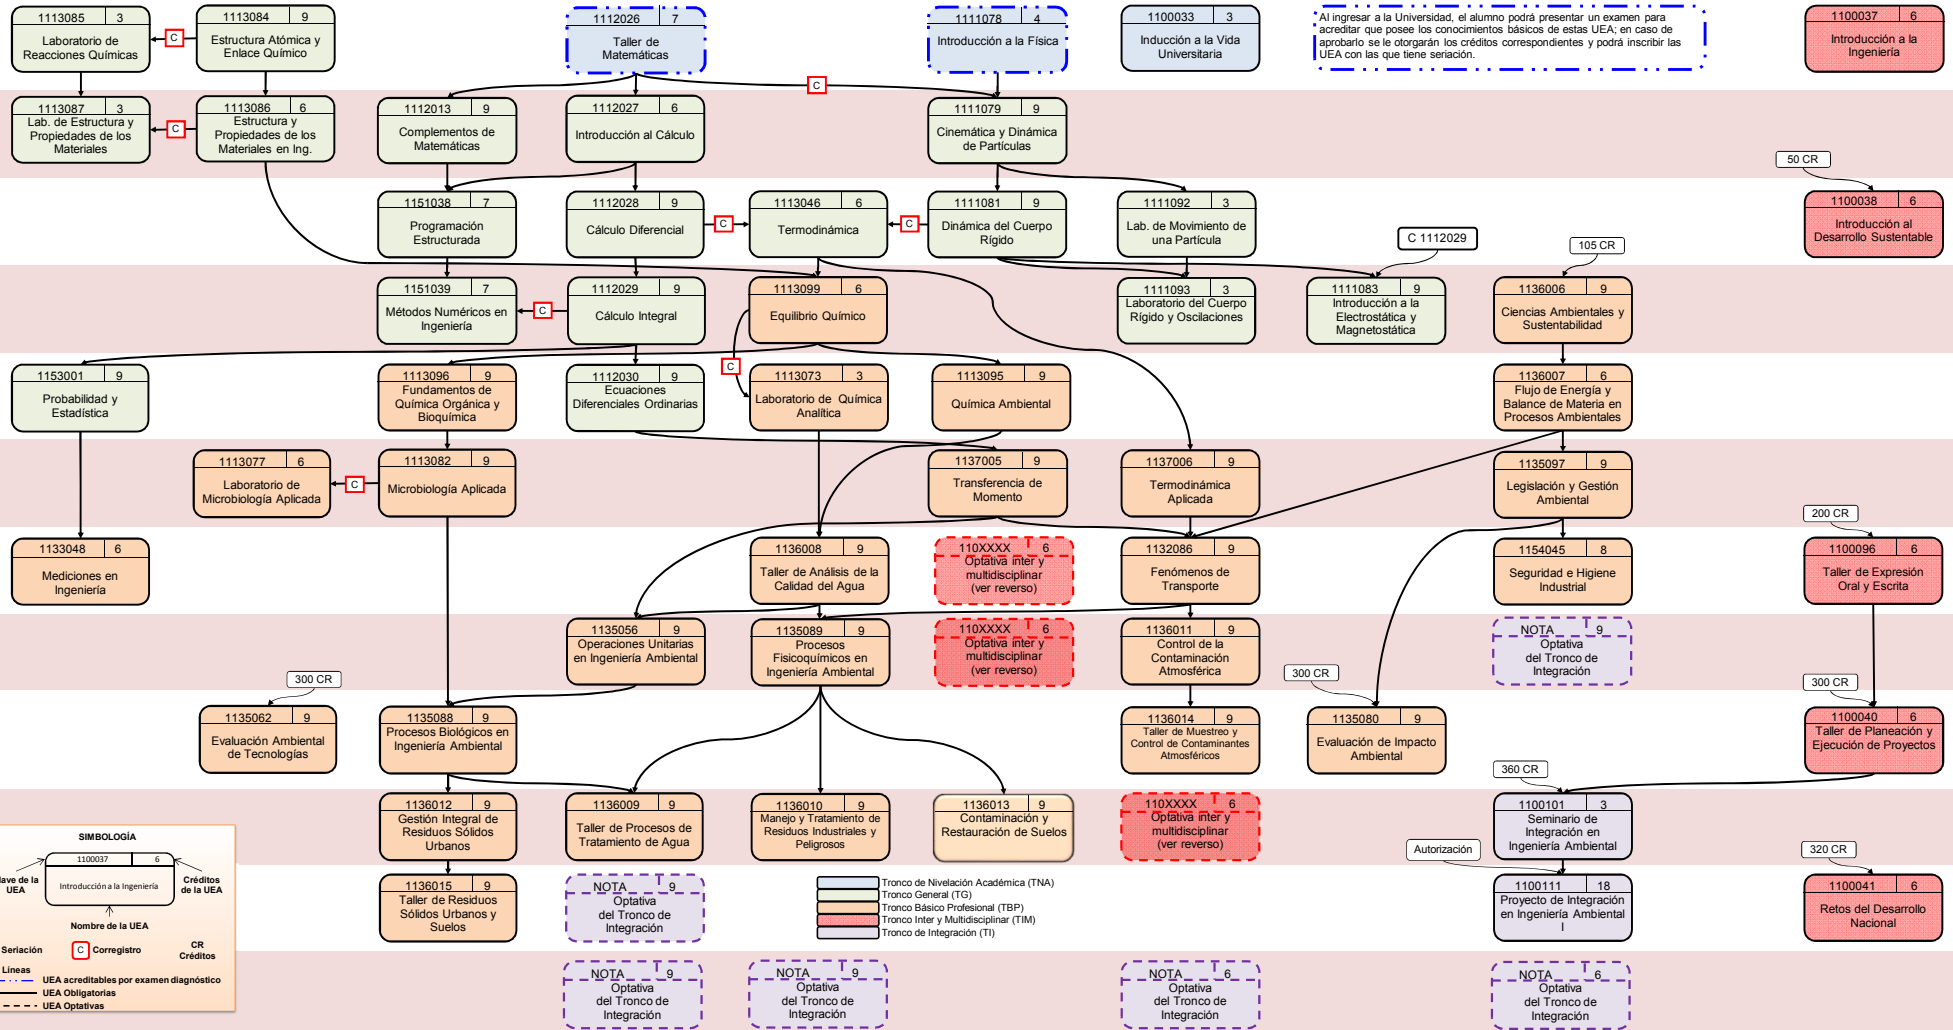 1113085 3
Laboratorio de
Reacciones Químicas
1113084 9
Estructura Atómica y
Enlace Químico
C
1112026 7
Taller de
Matemáticas
1111078 4
Introducción a la Física
1100033 3
Inducción a la Vida
Universitaria
Al ingresar a la Universidad, el alumno podrá presentar un examen para
acreditar que posee los conocimientos básicos de estas UEA; en caso de
aprobarlo se le otorgarán los créditos correspondientes y podrá inscribir las
UEA con las que tiene seriación.
1100037 6
Introducción a la
Ingeniería
C
1113087 3
Lab. de Estructura y
Propiedades de los
Materiales
C
1113086 6
Estructura y
Propiedades de los
Materiales en Ing.
1112013 9
Complementos de
Matemáticas
1112027 6
Introducción al Cálculo
1111079 9
Cinemática y Dinámica
de Partículas
50 CR
1151038 7
Programación
Estructurada
1112028 9
Cálculo Diferencial
C
1113046 6
Termodinámica
C
1111081 9
Dinámica del Cuerpo
Rígido
1111092 3
Lab. de Movimiento de
una Partícula
C 1112029
105 CR
1100038 6
Introducción al
Desarrollo Sustentable
1151039 7
Métodos Numéricos en
Ingeniería
C
1112029 9
Cálculo Integral
1113099 6
Equilibrio Químico
1111093 3
Laboratorio del Cuerpo
Rígido y Oscilaciones
1111083 9
Introducción a la
Electrostática y
Magnetostática
1136006 9
Ciencias Ambientales y
Sustentabilidad
C
1153001 9
Probabilidad y
Estadística
1113096 9
Fundamentos de
Química Orgánica y
Bioquímica
1112030 9
Ecuaciones
Diferenciales Ordinarias
1113073 3
Laboratorio de Química
Analítica
1113095 9
Química Ambiental
1136007 6
Flujo de Energía y
Balance de Materia en
Procesos Ambientales
1113077 6
Laboratorio de
Microbiología Aplicada
C
1113082 9
Microbiología Aplicada
1137005 9
Transferencia de
Momento
1137006 9
Termodinámica
Aplicada
1135097 9
Legislación y Gestión
Ambiental
200 CR
1133048 6
Mediciones en
Ingeniería
1136008 9
Taller de Análisis de la
Calidad del Agua
110XXXX 6
Optativa inter y
multidisciplinar
(ver reverso)
1132086 9
Fenómenos de
Transporte
1154045 8
Seguridad e Higiene
Industrial
1100096 6
Taller de Expresión
Oral y Escrita
1135056 9
Operaciones Unitarias
en Ingeniería Ambiental
1135089 9
Procesos
Fisicoquímicos en
Ingeniería Ambiental
110XXXX 6
Optativa inter y
multidisciplinar
(ver reverso)
1136011 9
Control de la
Contaminación
Atmosférica
NOTA 9
Optativa
del Tronco de
Integración
300 CR
300 CR
300 CR
1135062 9
Evaluación Ambiental
de Tecnologías
1135088 9
Procesos Biológicos en
Ingeniería Ambiental
1136014 9
Taller de Muestreo y
Control de Contaminantes
Atmosféricos
1135080 9
Evaluación de Impacto
Ambiental
1100040 6
Taller de Planeación y
Ejecución de Proyectos
360 CR
1136012 9
Gestión Integral de
Residuos Sólidos
Urbanos
1136009 9
Taller de Procesos de
Tratamiento de Agua
1136010 9
Manejo y Tratamiento de
Residuos Industriales y
Peligrosos
1136013 9
Contaminación y
Restauración de Suelos
110XXXX 6
Optativa inter y
multidisciplinar
(ver reverso)
1100101 3
Seminario de
Integración en
Ingeniería Ambiental
Autorización
320 CR
1136015 9
Taller de Residuos
Sólidos Urbanos y
Suelos
NOTA 9
Optativa
del Tronco de
Integración
Tronco de Nivelación Académica (TNA)
Tronco General (TG)
Tronco Básico Profesional (TBP)
Tronco Inter y Multidisciplinar (TIM)
Tronco de Integración (TI)
1100111 18
Proyecto de Integración
en Ingeniería Ambiental
I
1100041 6
Retos del Desarrollo
Nacional
NOTA 9
Optativa
del Tronco de
Integración
NOTA 9
Optativa
del Tronco de
Integración
NOTA 6
Optativa
del Tronco de
Integración
NOTA 6
Optativa
del Tronco de
Integración
SIMBOLOGÍA
1100037 6
Introducción a la Ingeniería
lave de la
UEA
Créditos
de la UEA
Nombre de la UEA
Seriación
C Corregistro
CR
Créditos
Líneas
UEA acreditables por examen diagnóstico
UEA Obligatorias
UEA Optativas